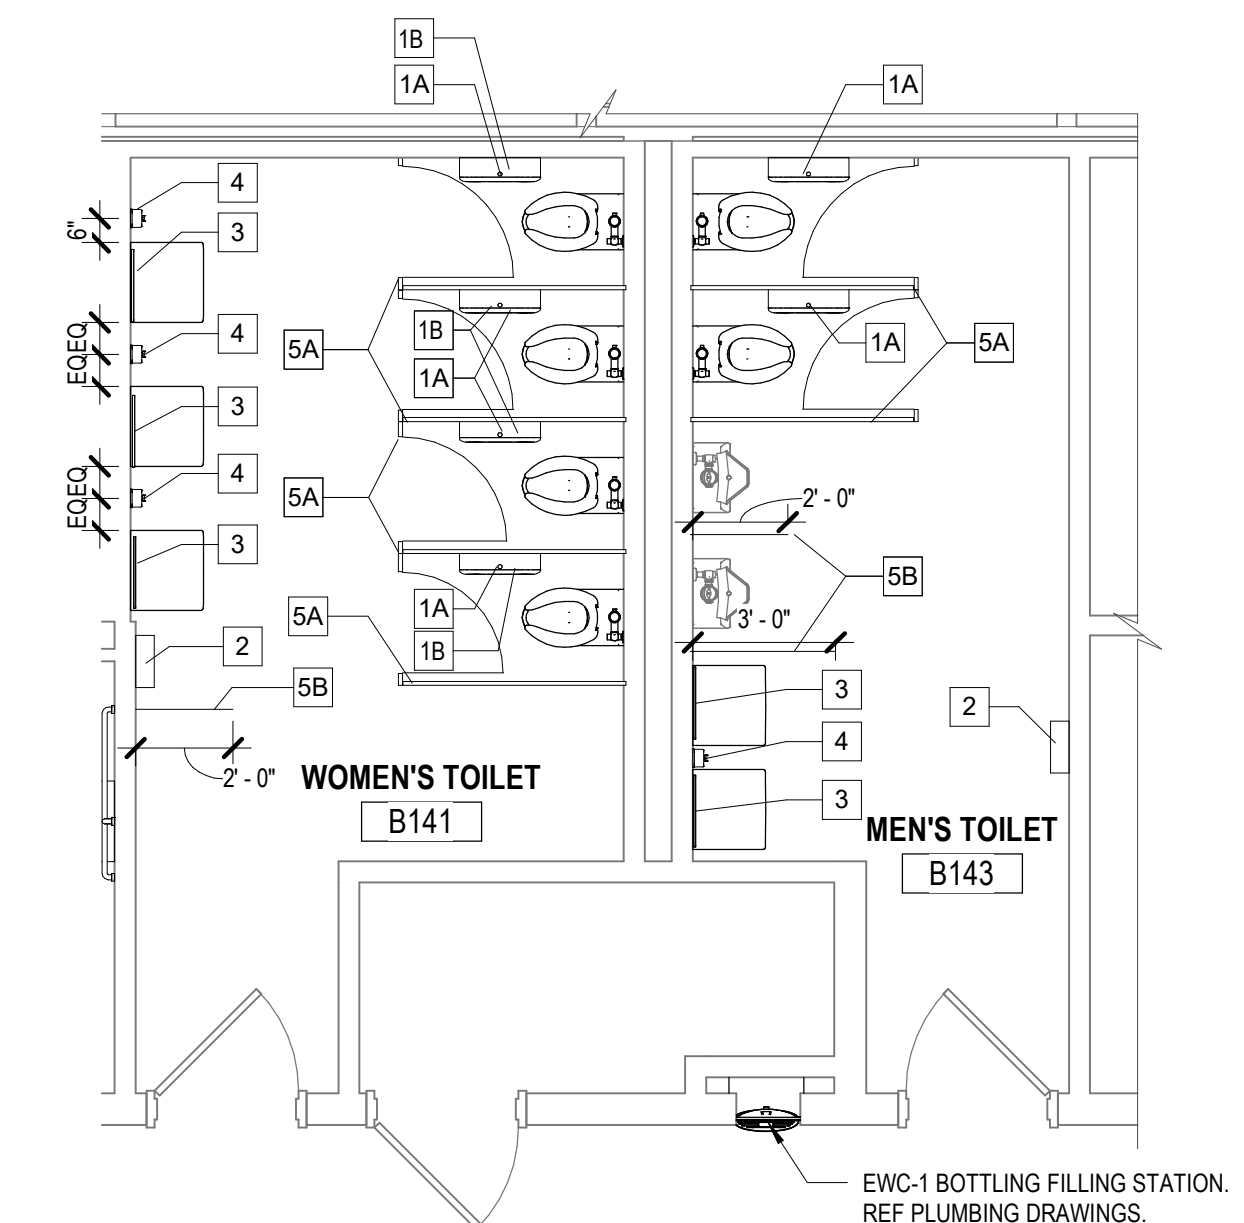 1B
1A
1A
4
6"
3
EQ
EQ
4
5A
1B
1A
5A
1A
3
EQ
EQ
4
5A
2' - 0"
3
5B
1A
5A
3' - 0"
1B
2
5B
3
2
4
2' - 0"
WOMEN'S TOILET
B141
3
MEN'S TOILET
B143
EWC-1 BOTTLING FILLING STATION.
REF PLUMBING DRAWINGS.